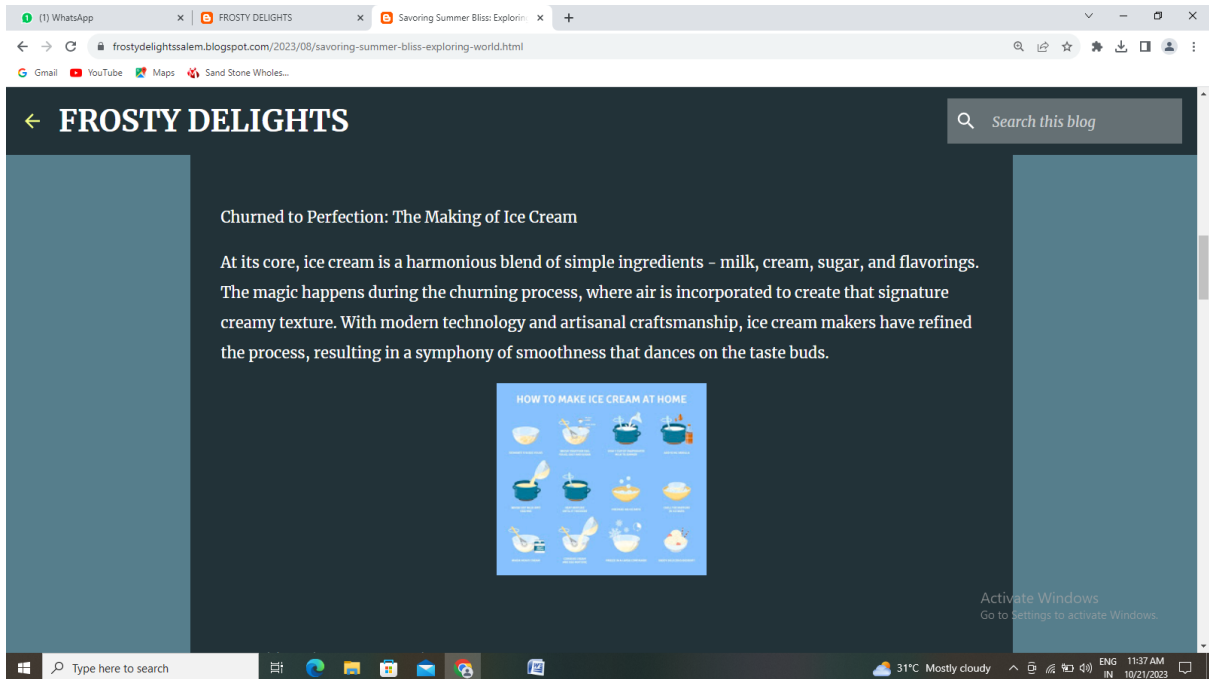 (1) WhatsApp
FROSTY DELIGHTS
Savoring Summer Bliss: Explorin
frostydelightssalem.blogspot.com/2023/08/savoring-summer-bliss-exploring-world.html
Gmail
YouTube
Maps
Sand Stone Wholes...
FROSTY DELIGHTS
Search this blog
Churned to Perfection: The Making of Ice Cream
At its core, ice cream is a harmonious blend of simple ingredients - milk, cream, sugar, and flavorings.
The magic happens during the churning process, where air is incorporated to create that signature
creamy texture. With modern technology and artisanal craftsmanship, ice cream makers have refined
the process, resulting in a symphony of smoothness that dances on the taste buds.
HOW TO MAKE ICE CREAM AT HOME
Activate Windows
Go to Settings to activate Windows.
Type here to search
31°C Mostly cloudy
ENG
IN
11:37 AM
10/21/2023